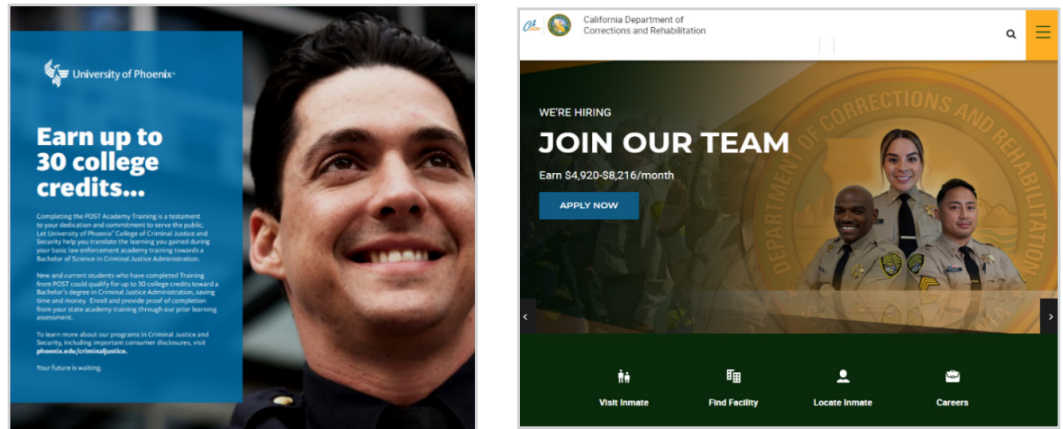 University of Phoenix®
Earn up to
30 college
credits...
Completing the POST Academy Training is a testament
to your dedication and commitment to serve the public.
Let University of Phoenix® College of Criminal Justice and
Security help you translate the learning you gained during
your basic law enforcement academy training towards a
Bachelor of Science in Criminal Justice Administration.
New and current students who have completed Training
from POST could qualify for up to 30 college credits toward a
Bachelor's degree in Criminal Justice Administration, saving
time and money. Enroll and provide proof of completion
from your state academy training through our prior learning
assessment.
To learn more about our programs in Criminal Justice and
Security, including important consumer disclosures, visit
phoenix.edu/criminaljustice.
Your future is waiting.
California Department of
Corrections and Rehabilitation
WE'RE HIRING
JOIN OUR TEAM
Earn $4,920-$8,216/month
APPLY NOW
DEPARTMENT OF CORRECTIONS AND REHABILITATION
Visit Inmate
Find Facility
Locate Inmate
Careers